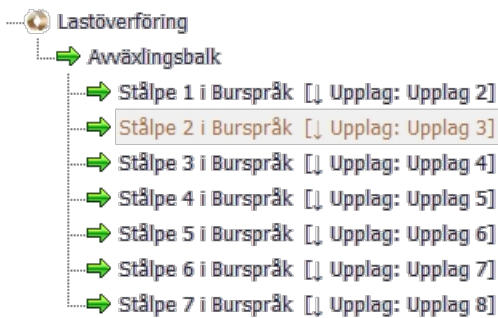 Lastöverföring
Avväxlingsbalk
Stålpe 1 i Burspråk [↓ Upplag: Upplag 2]
Stålpe 2 i Burspråk [↓ Upplag: Upplag 3]
Stålpe 3 i Burspråk [↓ Upplag: Upplag 4]
Stålpe 4 i Burspråk [↓ Upplag: Upplag 5]
Stålpe 5 i Burspråk [↓ Upplag: Upplag 6]
Stålpe 6 i Burspråk [↓ Upplag: Upplag 7]
Stålpe 7 i Burspråk [↓ Upplag: Upplag 8]